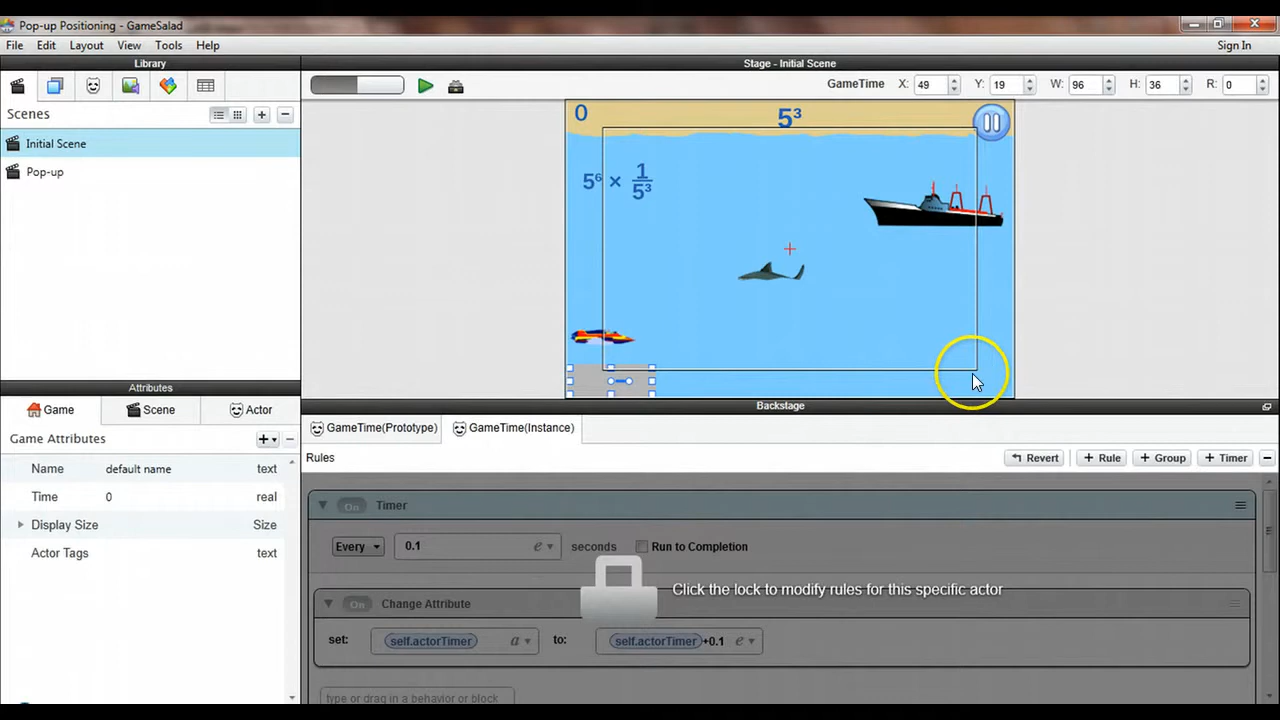 Pop-up Positioning - GameSalad
File Edit Layout View Tools Help Sign In
Library
Stage - Initial Scene
GameTime X: 49 Y: 19 W: 96 H: 36 R: 0
Scenes
Initial Scene
Pop-up
0 5³
5⁶ × 1/5³
Attributes
Backstage
Game Scene Actor
GameTime(Prototype) GameTime(Instance)
Game Attributes
Rules Revert + Rule + Group + Timer
Name default name text
Time 0 real
Display Size Size
Actor Tags text
On Timer
Every 0.1 e seconds Run to Completion
Click the lock to modify rules for this specific actor
On Change Attribute
set: self.actorTimer a to: self.actorTimer+0.1 e
type or drag in a behavior or block